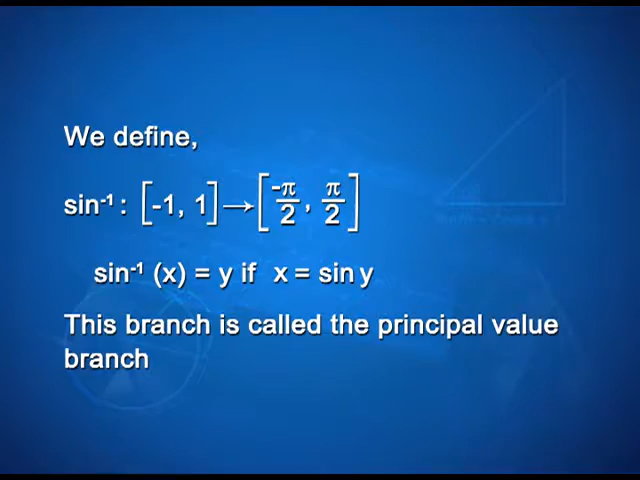 We define,
sin⁻¹ : [-1, 1] → [-π/2, π/2]
sin⁻¹ (x) = y if x = sin y
This branch is called the principal value
branch